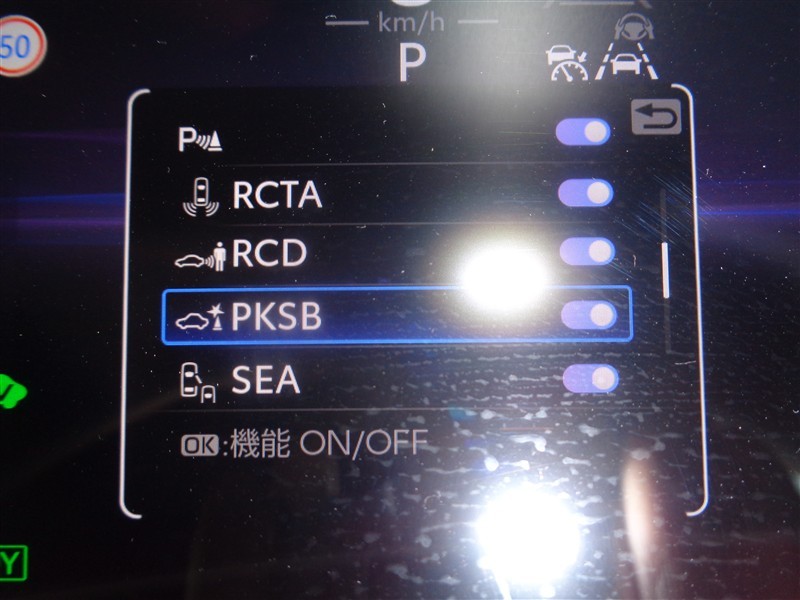 km/h
50
P
P
RCTA
RCD
PKSB
SEA
OK:機能 ON/OFF
Y